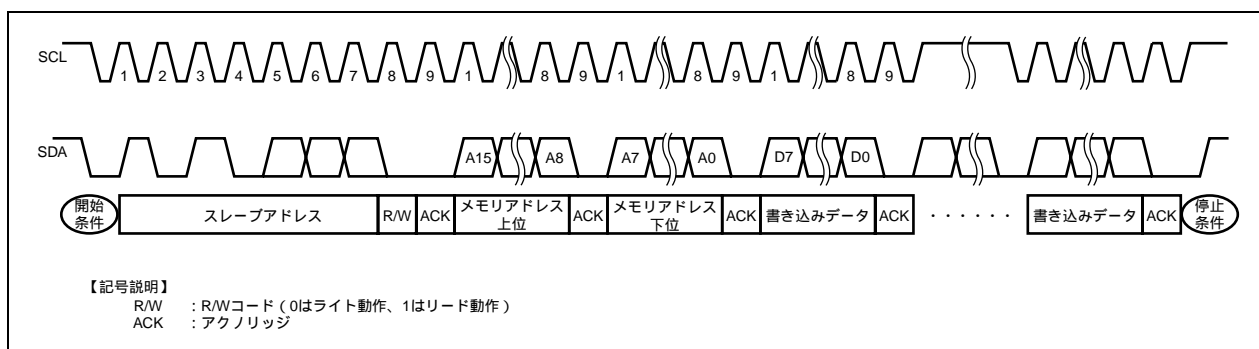 SCL
1 2 3 4 5 6 7 8 9 1 8 9 1 8 9 1 8 9
SDA
A15 A8 A7 A0 D7 D0
開始
条件
スレーブアドレス
R/W
ACK
メモリアドレス
上位
ACK
メモリアドレス
下位
ACK
書き込みデータ
ACK
・・・・・・
書き込みデータ
ACK
停止
条件
【記号説明】
R/W :R/Wコード(0はライト動作、1はリード動作)
ACK :アクノリッジ